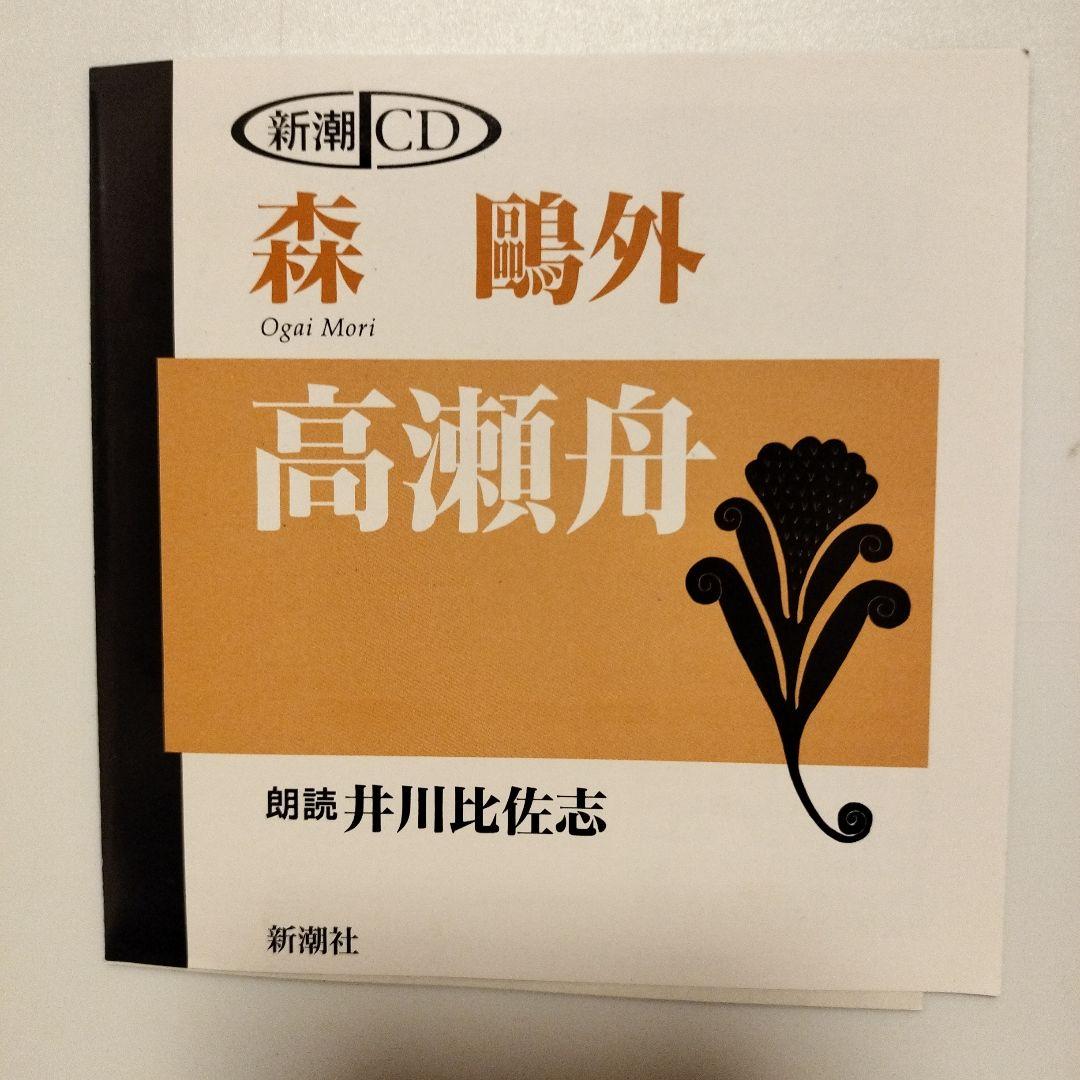 新潮CD
森 鷗外
Ogai Mori
高瀬舟
朗読 井川比佐志
新潮社